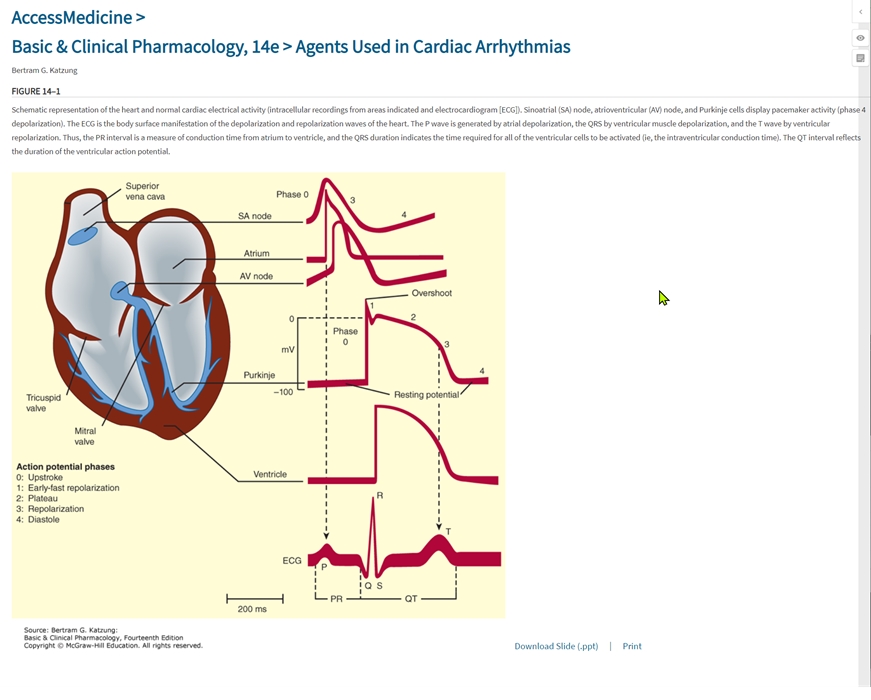 AccessMedicine >
Basic & Clinical Pharmacology, 14e > Agents Used in Cardiac Arrhythmias
Bertram G. Katzung
FIGURE 14–1
Schematic representation of the heart and normal cardiac electrical activity (intracellular recordings from areas indicated and electrocardiogram [ECG]). Sinoatrial (SA) node, atrioventricular (AV) node, and Purkinje cells display pacemaker activity (phase 4
depolarization). The ECG is the body surface manifestation of the depolarization and repolarization waves of the heart. The P wave is generated by atrial depolarization, the QRS by ventricular muscle depolarization, and the T wave by ventricular
repolarization. Thus, the PR interval is a measure of conduction time from atrium to ventricle, and the QRS duration indicates the time required for all of the ventricular cells to be activated (ie, the intraventricular conduction time). The QT interval reflects
the duration of the ventricular action potential.
Superior
vena cava
Phase 0
3
4
SA node
Atrium
AV node
Overshoot
1
0
2
Phase
0
3
mV
Purkinje
4
–100
Resting potential
Tricuspid
valve
Mitral
valve
Action potential phases
0: Upstroke
1: Early-fast repolarization
2: Plateau
3: Repolarization
4: Diastole
Ventricle
R
T
ECG
P
Q S
PR
QT
200 ms
Source: Bertram G. Katzung:
Basic & Clinical Pharmacology, Fourteenth Edition
Copyright © McGraw-Hill Education. All rights reserved.
Download Slide (.ppt) | Print